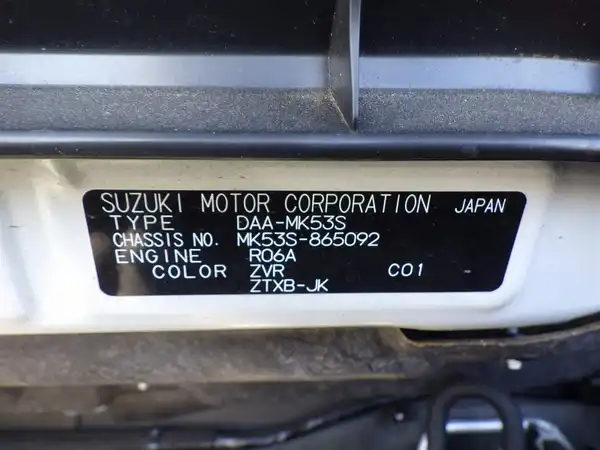 SUZUKI MOTOR CORPORATION JAPAN
TYPE DAA-MK53S
CHASSIS NO. MK53S-865092
ENGINE R06A
COLOR ZVR C01
ZTXB-JK